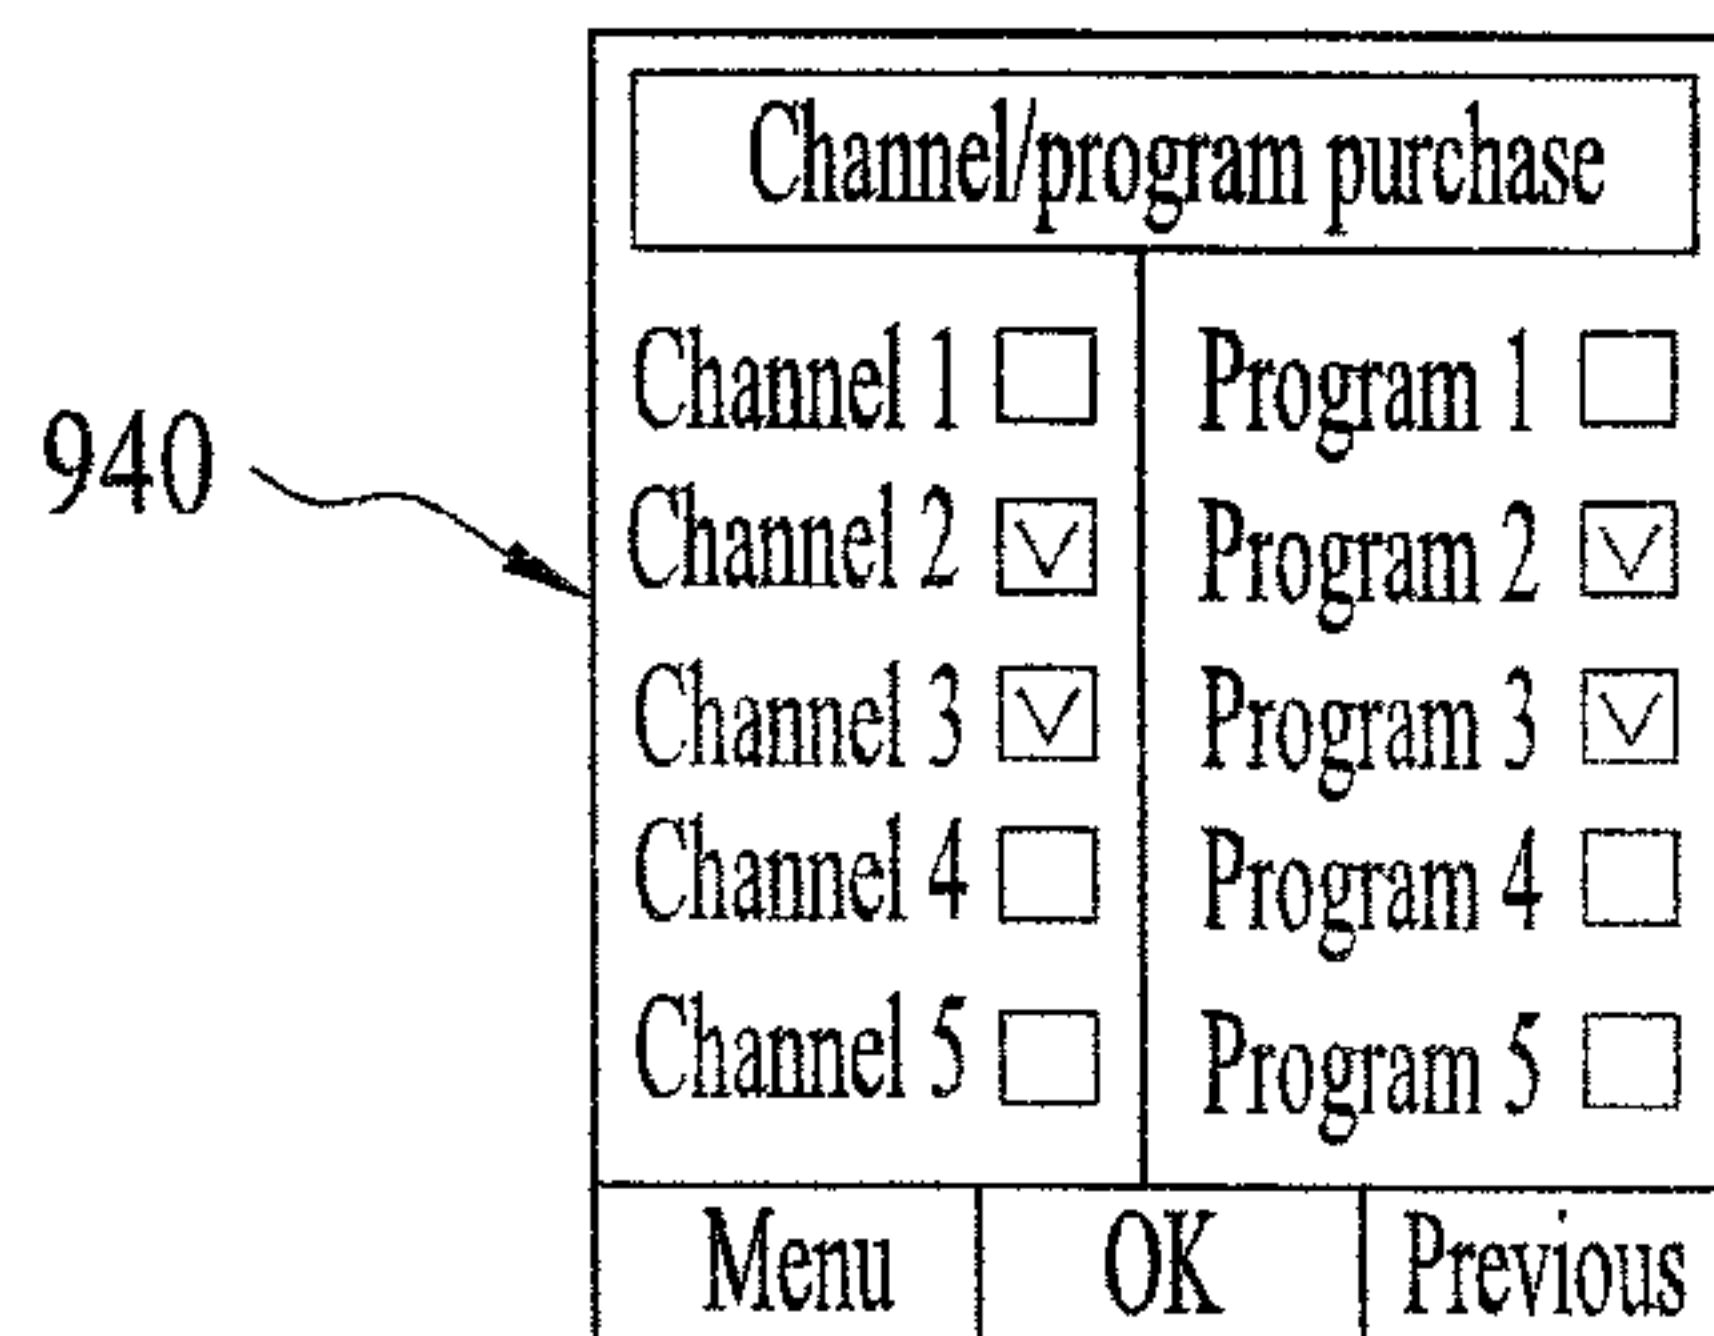 Channel/program purchase
Channel 1 Program 1
940
Channel 2 Program 2
Channel 3 Program 3
Channel 4 Program 4
Channel 5 Program 5
Menu OK Previous